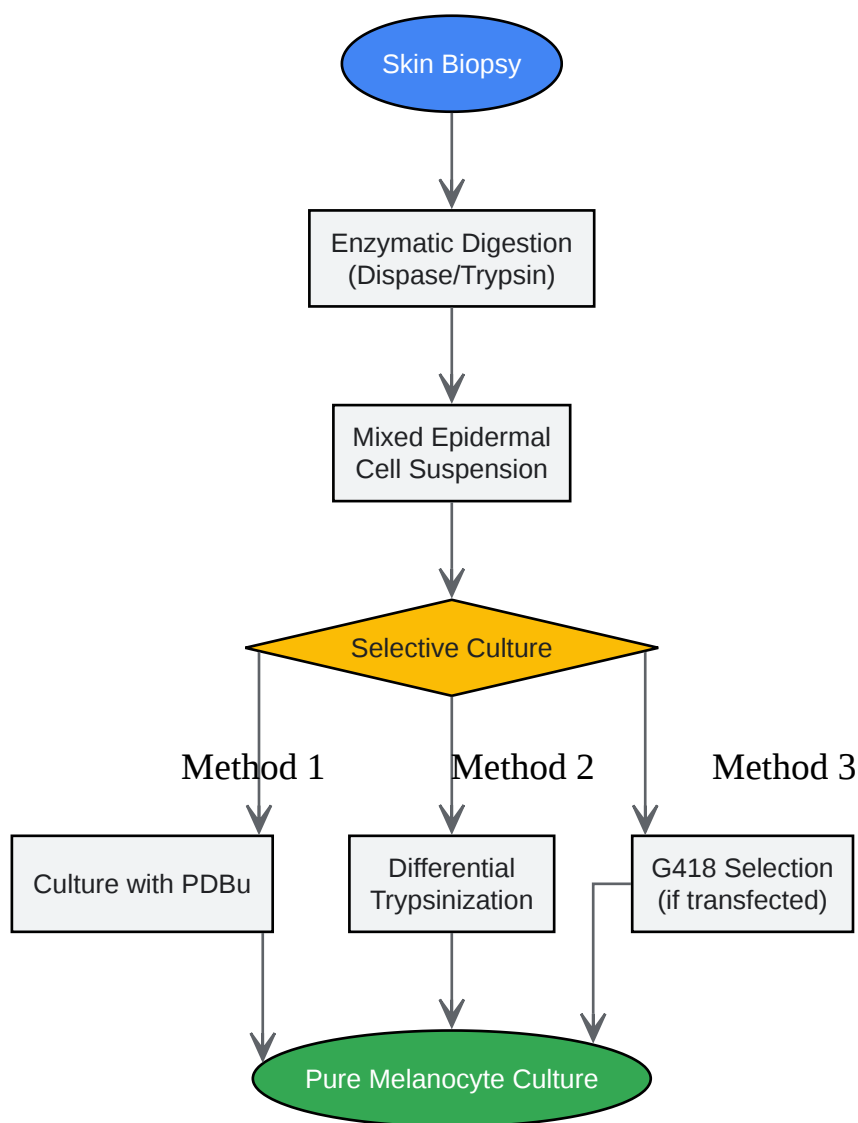 Skin Biopsy
Enzymatic Digestion
(Dispase/Trypsin)
Mixed Epidermal
Cell Suspension
Selective Culture
Method 1
Method 2
Method 3
Culture with PDBu
Differential
Trypsinization
G418 Selection
(if transfected)
Pure Melanocyte Culture